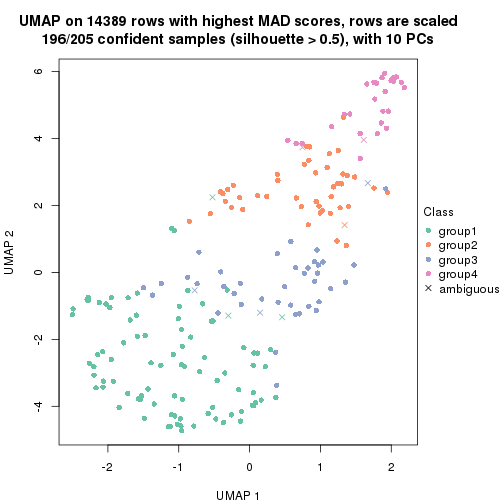 UMAP on 14389 rows with highest MAD scores, rows are scaled
196/205 confident samples (silhouette > 0.5), with 10 PCs
6
4
2
0
-2
-4
UMAP 2
-2
-1
0
1
2
UMAP 1
Class
group1
group2
group3
group4
ambiguous